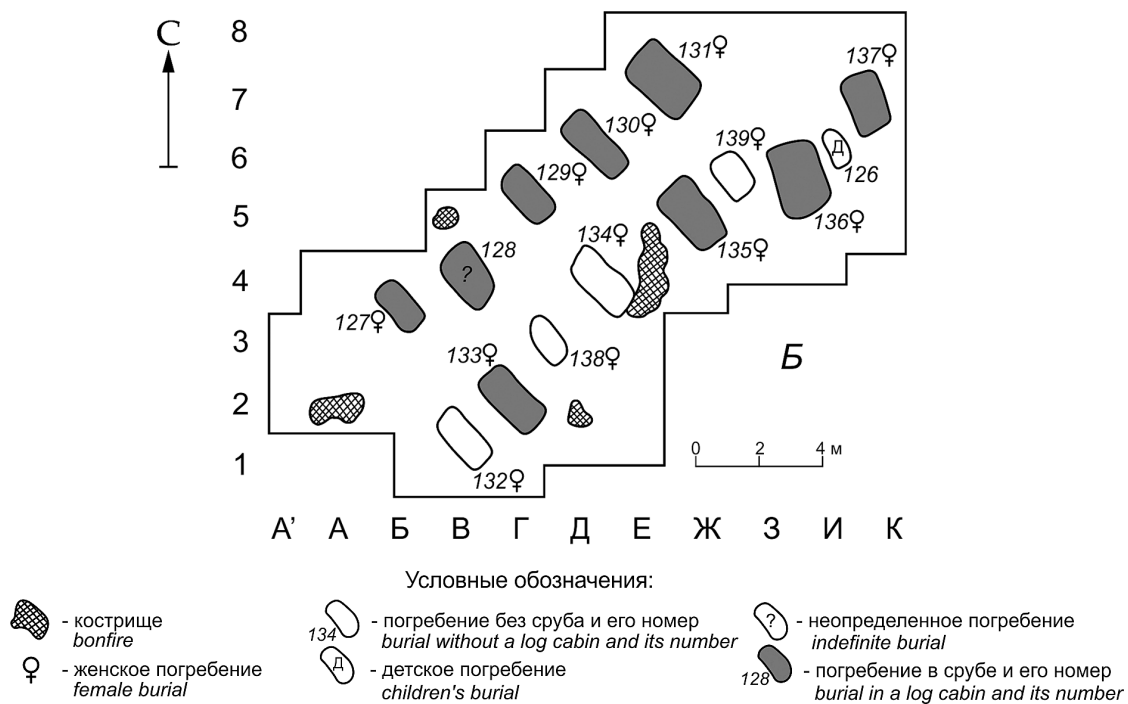 С
8
7
6
5
4
3
2
1
131♀
137♀
130♀
139♀
Д
126
129♀
136♀
134♀
135♀
128
?
127♀
138♀
133♀
132♀
Б
0 2 4 м
А’ А Б В Г Д Е Ж З И К
Условные обозначения:
- кострище
bonfire
♀ - женское погребение
female burial
134 - погребение без сруба и его номер
burial without a log cabin and its number
Д - детское погребение
children's burial
? - неопределенное погребение
indefinite burial
128 - погребение в срубе и его номер
burial in a log cabin and its number